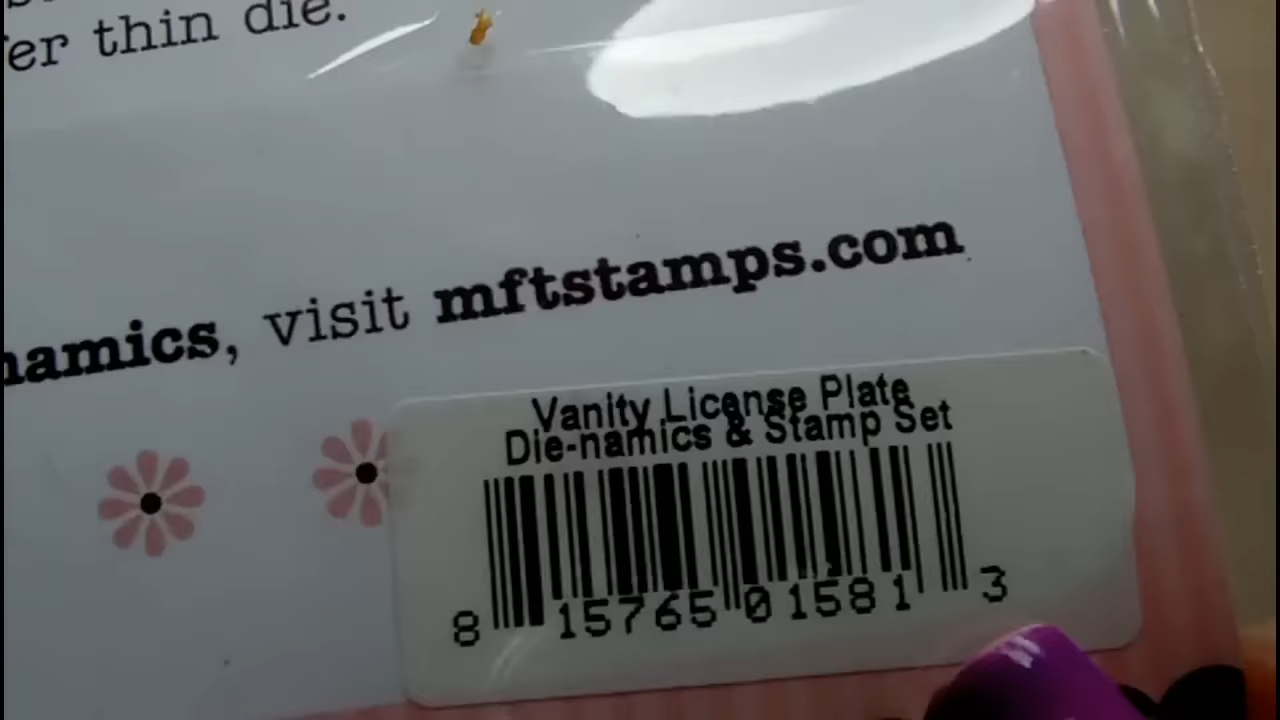 er thin die.
namics, visit mftstamps.com
Vanity License Plate
Die-namics & Stamp Set
8 15765 01581 3